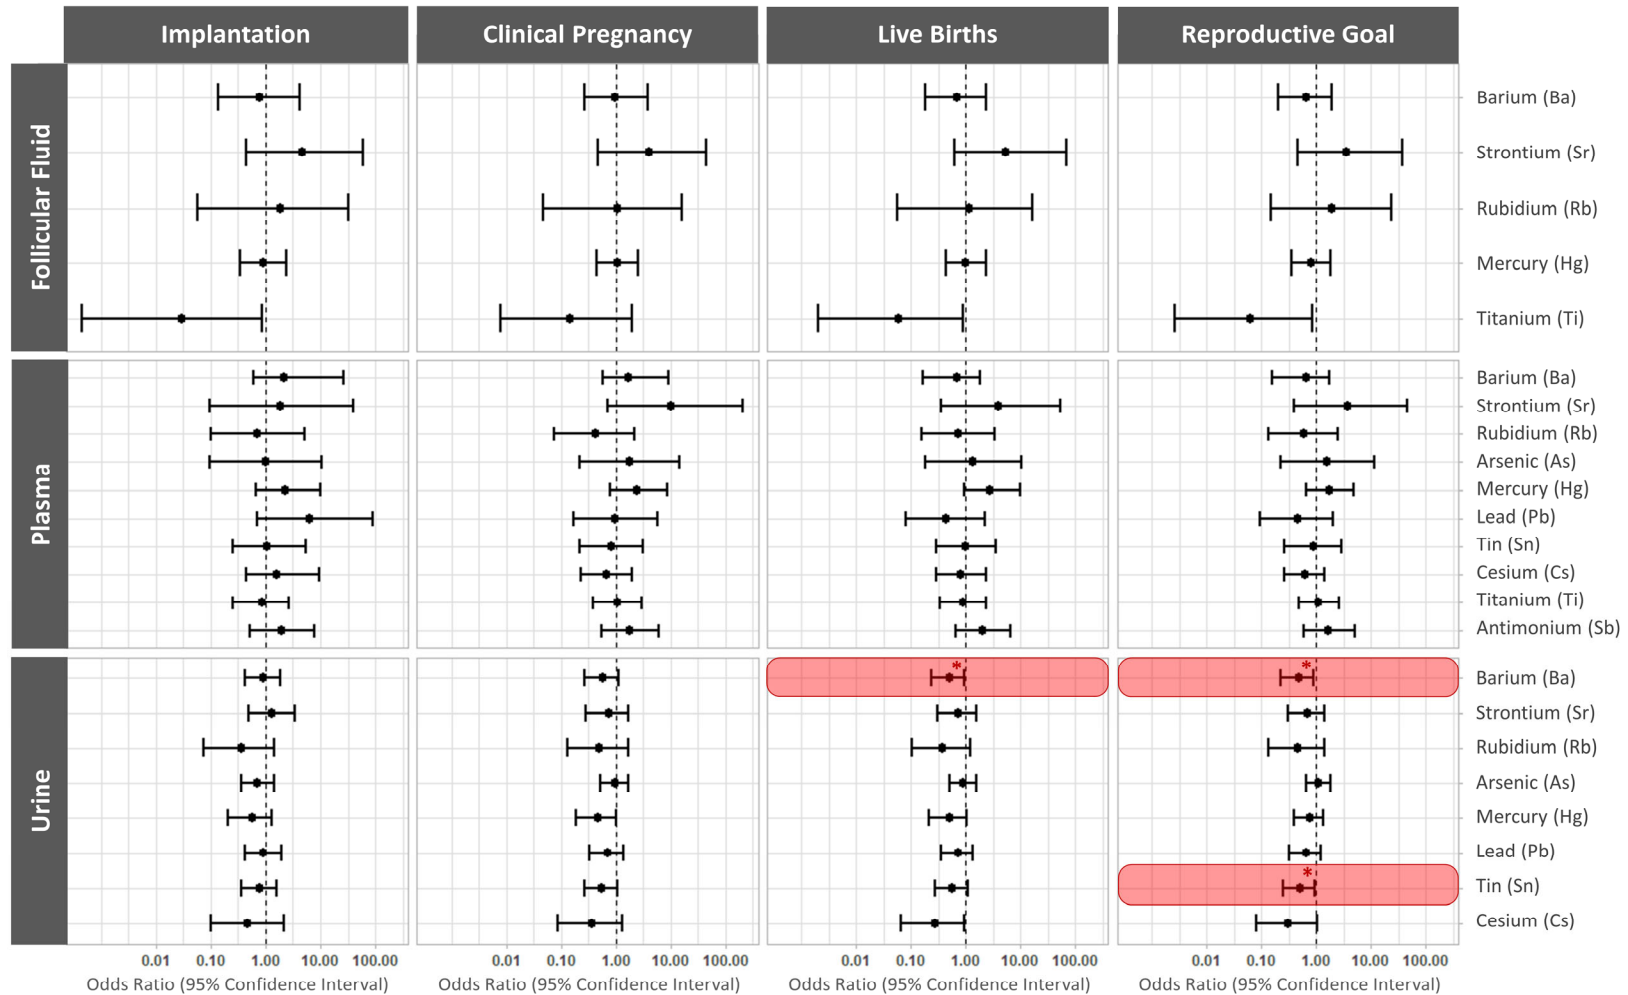 Implantation
Clinical Pregnancy
Live Births
Reproductive Goal
Follicular Fluid
Barium (Ba)
Strontium (Sr)
Rubidium (Rb)
Mercury (Hg)
Titanium (Ti)
Plasma
Barium (Ba)
Strontium (Sr)
Rubidium (Rb)
Arsenic (As)
Mercury (Hg)
Lead (Pb)
Tin (Sn)
Cesium (Cs)
Titanium (Ti)
Antimonium (Sb)
Urine
* * Barium (Ba)
Strontium (Sr)
Rubidium (Rb)
Arsenic (As)
Mercury (Hg)
Lead (Pb)
* Tin (Sn)
Cesium (Cs)
0.01 0.10 1.00 10.00 100.00
0.01 0.10 1.00 10.00 100.00
0.01 0.10 1.00 10.00 100.00
0.01 0.10 1.00 10.00 100.00
Odds Ratio (95% Confidence Interval)
Odds Ratio (95% Confidence Interval)
Odds Ratio (95% Confidence Interval)
Odds Ratio (95% Confidence Interval)